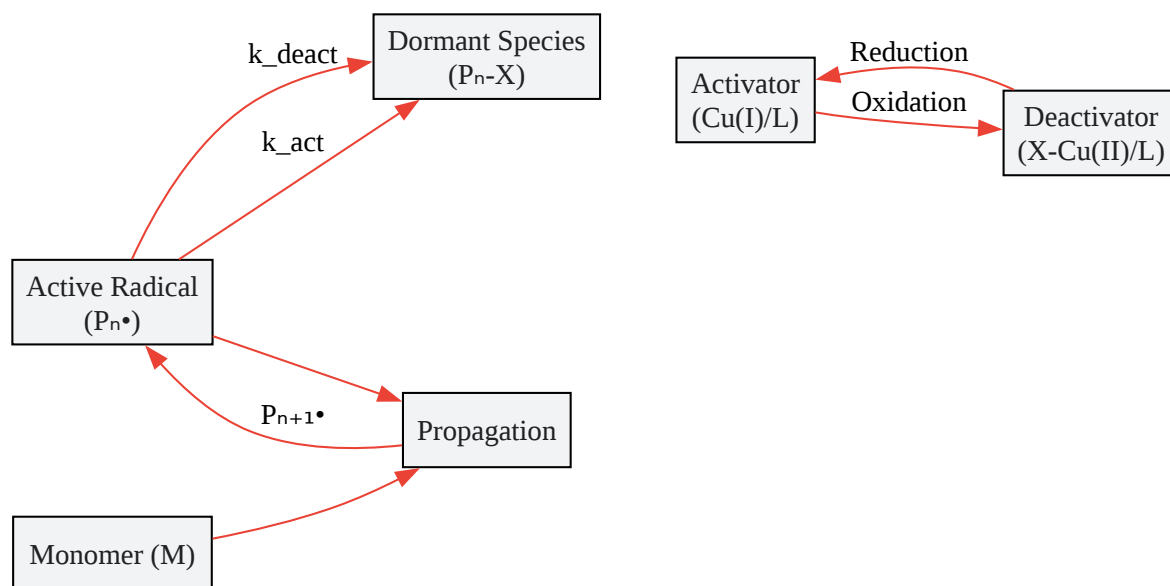 k_deact
Dormant Species
(Pₙ-X)
k_act
Active Radical
(Pₙ•)
Pₙ₊₁•
Propagation
Monomer (M)
Reduction
Activator
(Cu(I)/L)
Oxidation
Deactivator
(X-Cu(II)/L)